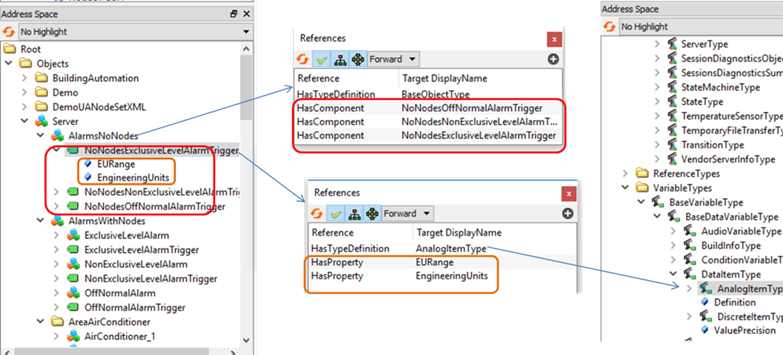 Address Space
No Highlight
Root
Objects
BuildingAutomation
Demo
DemoUANodeSetXML
Server
AlarmsNoNodes
NoNodesExclusiveLevelAlarmTrigger
EURange
EngineeringUnits
NoNodesNonExclusiveLevelAlarmTri
NoNodesOffNormalAlarmTrigger
AlarmsWithNodes
ExclusiveLevelAlarm
ExclusiveLevelAlarmTrigger
NonExclusiveLevelAlarm
NonExclusiveLevelAlarmTrigger
OffNormalAlarm
OffNormalAlarmTrigger
AreaAirConditioner
AirConditioner_1
References
Forward
Reference Target DisplayName
HasTypeDefinition BaseObjectType
HasComponent NoNodesOffNormalAlarmTrigger
HasComponent NoNodesNonExclusiveLevelAlarmT...
HasComponent NoNodesExclusiveLevelAlarmTrigger
References
Forward
Reference Target DisplayName
HasTypeDefinition AnalogItemType
HasProperty EURange
HasProperty EngineeringUnits
Address Space
No Highlight
ServerType
SessionDiagnosticsObjec
SessionsDiagnosticsSum
StateMachineType
StateType
TemperatureSensorType
TemporaryFileTransferTy
TransitionType
VendorServerInfoType
ReferenceTypes
VariableTypes
BaseVariableType
BaseDataVariableType
AudioVariableType
BuildInfoType
ConditionVariableT
DataItemType
AnalogItemTyp
Definition
DiscreteItemTyp
ValuePrecision